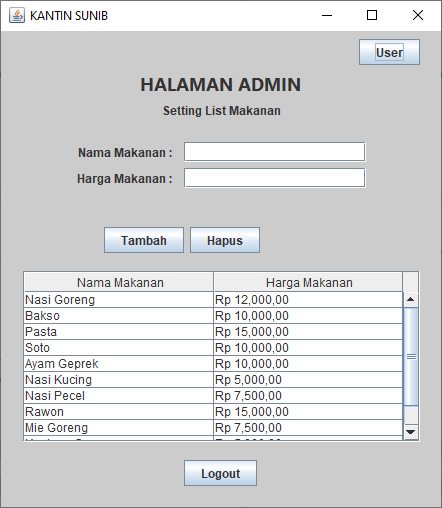 KANTIN SUNIB
User
HALAMAN ADMIN
Setting List Makanan
Nama Makanan :
Harga Makanan :
Tambah Hapus
Nama Makanan Harga Makanan
Nasi Goreng Rp 12,000,00
Bakso Rp 10,000,00
Pasta Rp 15,000,00
Soto Rp 10,000,00
Ayam Geprek Rp 10,000,00
Nasi Kucing Rp 5,000,00
Nasi Pecel Rp 7,500,00
Rawon Rp 15,000,00
Mie Goreng Rp 7,500,00
Logout